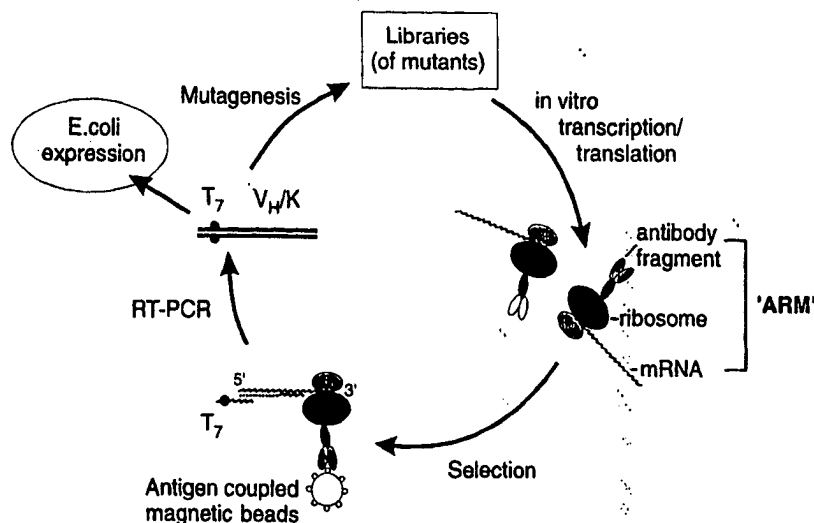 Libraries
(of mutants)
Mutagenesis
in vitro
transcription/
translation
E.coli
expression
T7
VH/K
antibody
fragment
'ARM'
ribosome
mRNA
RT-PCR
5'
3'
T7
Selection
Antigen coupled
magnetic beads